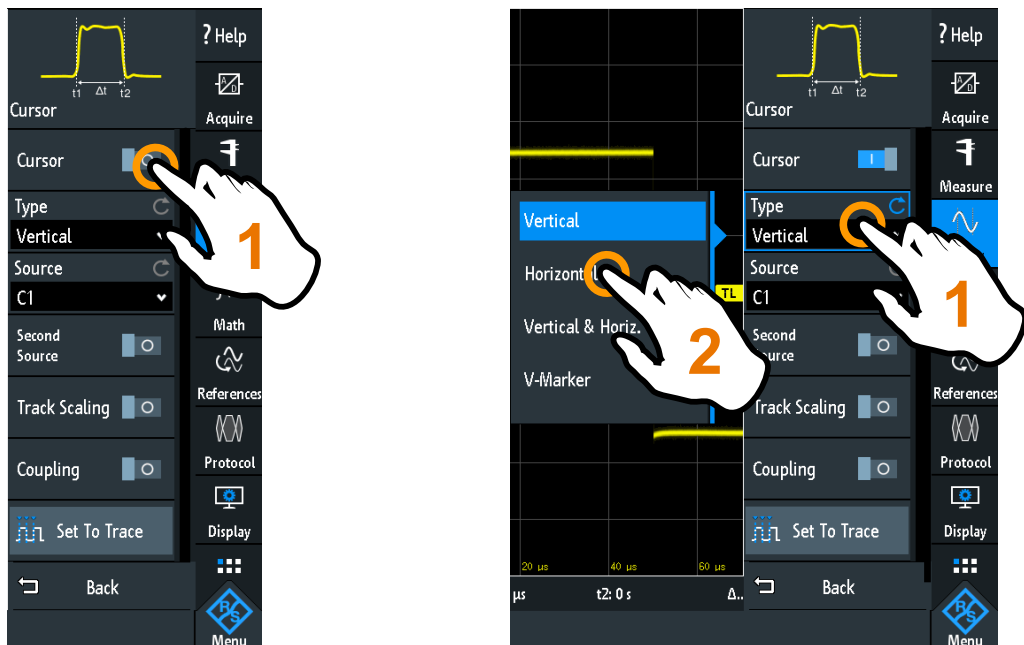 ? Help
t1 Δt t2
Cursor
Acquire
Cursor
Type
Vertical
1
Source
C1
Math
Second
Source
References
Track Scaling
Protocol
Coupling
Set To Trace
Display
Back
R/S
Menu
? Help
t1 Δt t2
Cursor
Acquire
Cursor
Measure
Type
Vertical
Source
C1
1
Vertical
Horizontal
TL
Vertical & Horiz.
2
V-Marker
Second
References
Track Scaling
Protocol
Coupling
Set To Trace
Display
20 µs 40 µs 60 µs
µs t2: 0 s Δ..
Back
R/S
Menu